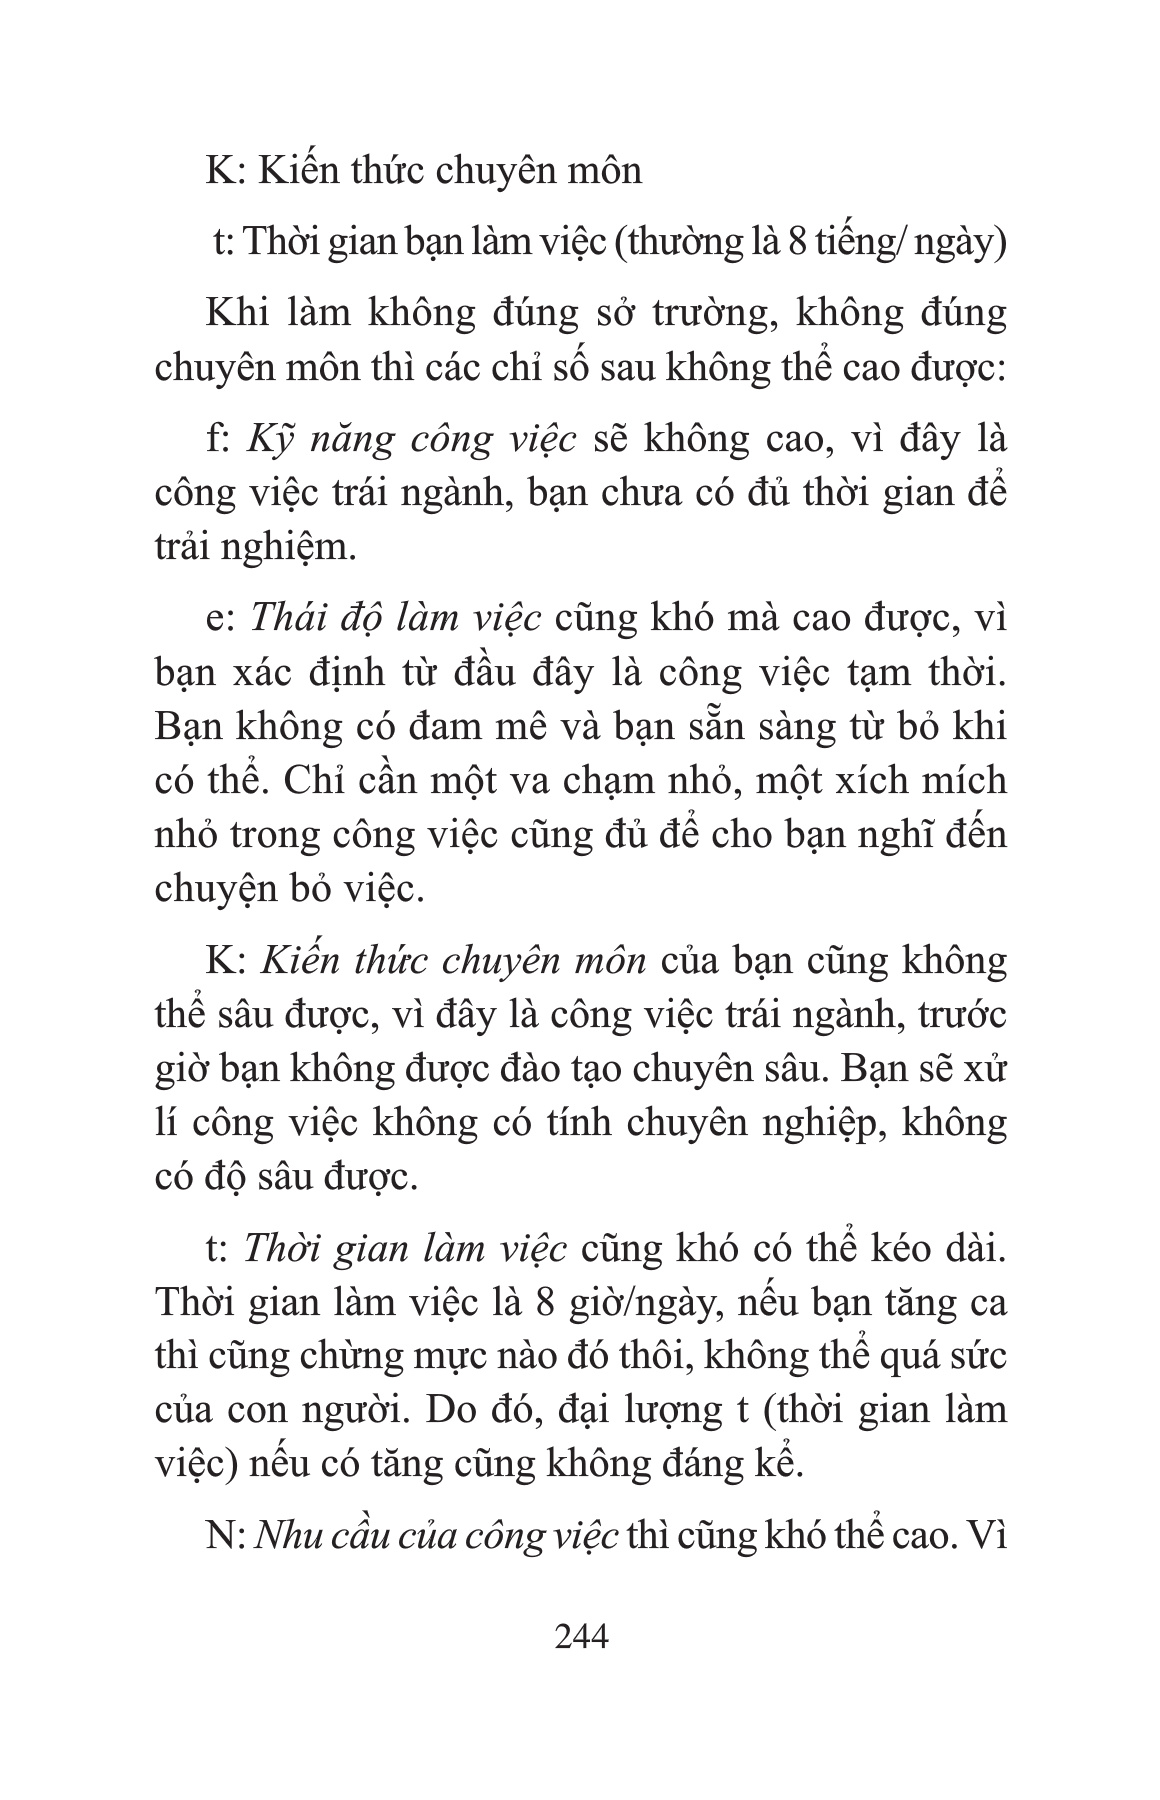 K: Kiến thức chuyên môn
t: Thời gian bạn làm việc (thường là 8 tiếng/ ngày)
Khi làm không đúng sở trường, không đúng
chuyên môn thì các chỉ số sau không thể cao được:
f: Kỹ năng công việc sẽ không cao, vì đây là
công việc trái ngành, bạn chưa có đủ thời gian để
trải nghiệm.
e: Thái độ làm việc cũng khó mà cao được, vì
bạn xác định từ đầu đây là công việc tạm thời.
Bạn không có đam mê và bạn sẵn sàng từ bỏ khi
có thể. Chỉ cần một va chạm nhỏ, một xích mích
nhỏ trong công việc cũng đủ để cho bạn nghĩ đến
chuyện bỏ việc.
K: Kiến thức chuyên môn của bạn cũng không
thể sâu được, vì đây là công việc trái ngành, trước
giờ bạn không được đào tạo chuyên sâu. Bạn sẽ xử
lí công việc không có tính chuyên nghiệp, không
có độ sâu được.
t: Thời gian làm việc cũng khó có thể kéo dài.
Thời gian làm việc là 8 giờ/ngày, nếu bạn tăng ca
thì cũng chừng mực nào đó thôi, không thể quá sức
của con người. Do đó, đại lượng t (thời gian làm
việc) nếu có tăng cũng không đáng kể.
N: Nhu cầu của công việc thì cũng khó thể cao. Vì
244